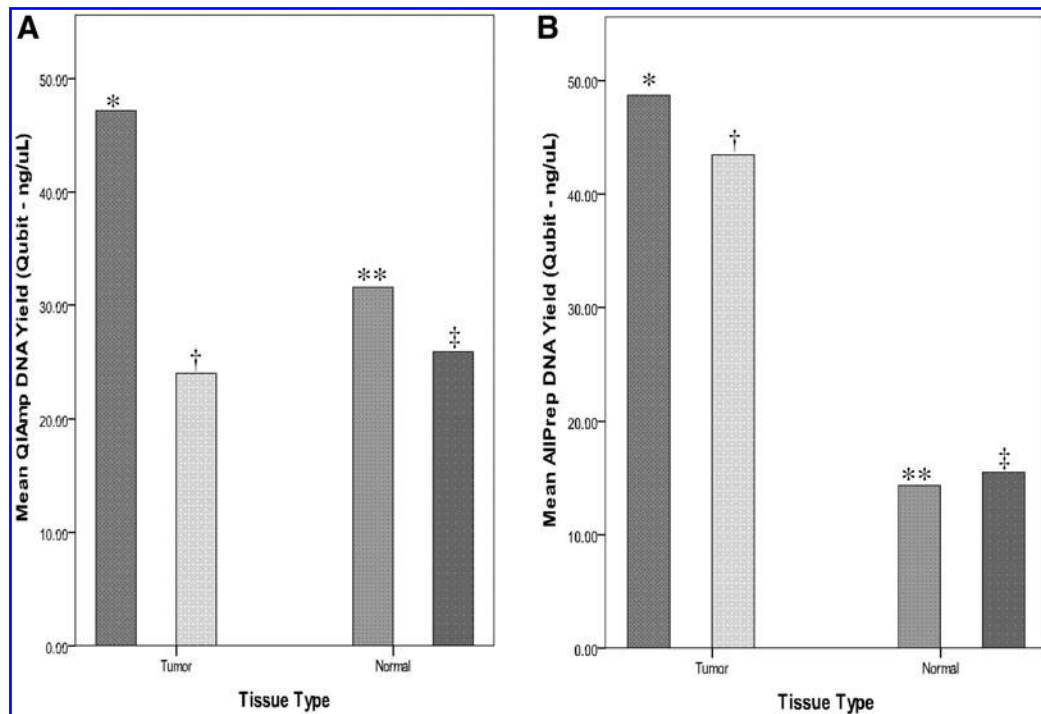 A
Mean QIAmp DNA Yield (Qubit - ng/uL)
50.00
40.00
30.00
20.00
10.00
0.00
*
†
**
‡
Tumor
Normal
Tissue Type
B
Mean AllPrep DNA Yield (Qubit - ng/uL)
50.00
40.00
30.00
20.00
10.00
0.00
*
†
**
‡
Tumor
Normal
Tissue Type